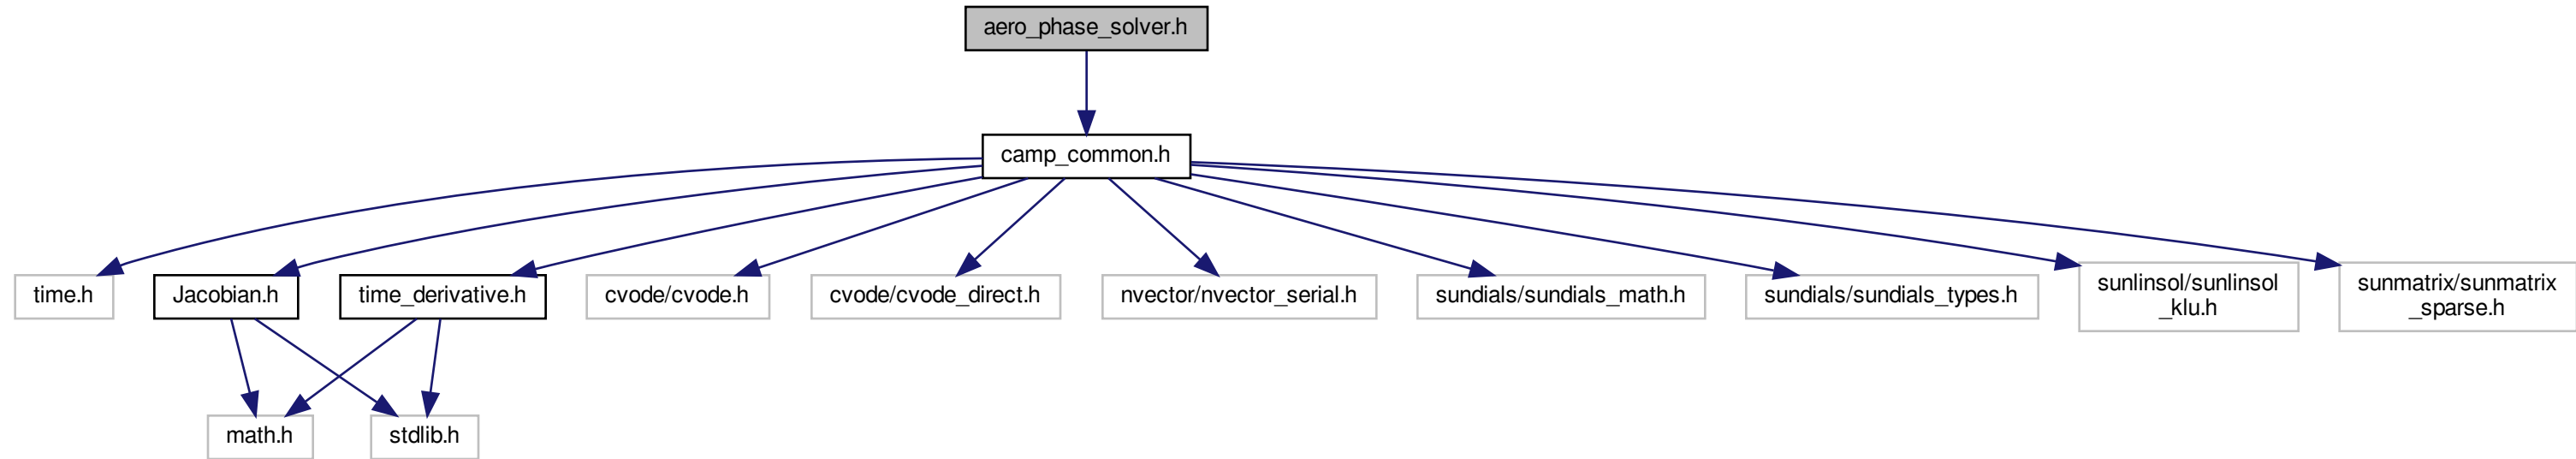 aero_phase_solver.h
camp_common.h
time.h
Jacobian.h
time_derivative.h
cvode/cvode.h
cvode/cvode_direct.h
nvector/nvector_serial.h
sundials/sundials_math.h
sundials/sundials_types.h
sunlinsol/sunlinsol
_klu.h
sunmatrix/sunmatrix
_sparse.h
math.h
stdlib.h